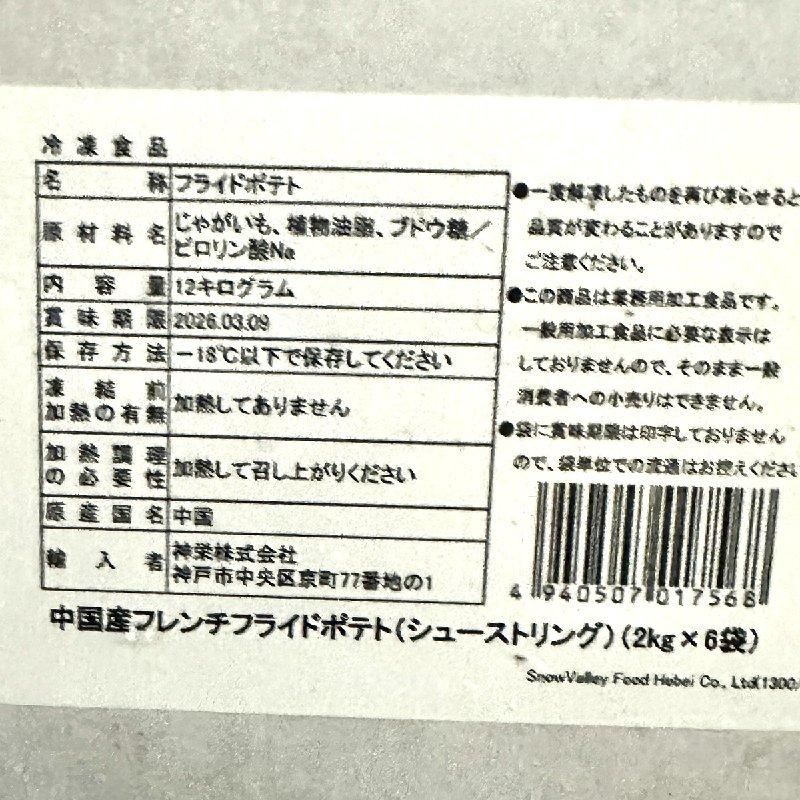 冷凍食品
名称 フライドポテト
原材料名 じゃがいも、植物油脂、ブドウ糖／
ピロリン酸Na
内容量 12キログラム
賞味期限 2026.03.09
保存方法 －18℃以下で保存してください
凍結前
加熱の有無 加熱してありません
加熱調理
の必要性 加熱して召し上がりください
原産国名 中国
輸入者 神栄株式会社
神戸市中央区京町77番地の1
●一度解凍したものを再び凍らせると
品質が変わることがありますので
ご注意ください。
●この商品は業務用加工食品です。
一般用加工食品に必要な表示は
しておりませんので、そのまま一般
消費者への小売りはできません。
●袋に賞味期限は印字しておりません
ので、袋単位での流通はお控えくださ
4 940507 017568
中国産フレンチフライドポテト(シューストリング)(2kg×6袋)
SnowValley Food Hebei Co., Ltd(1300/